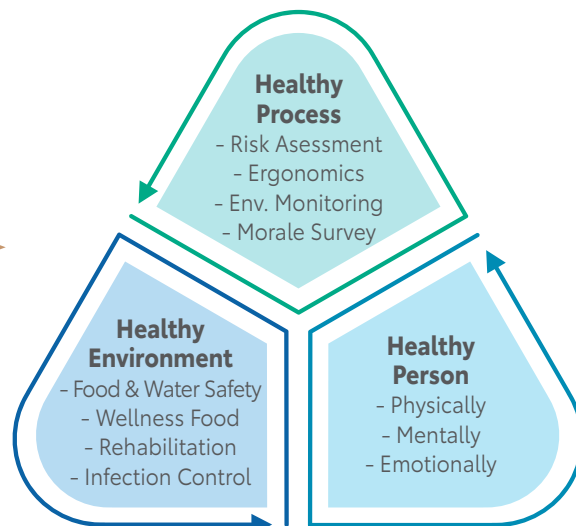 Healthy
Process
- Risk Asessment
- Ergonomics
- Env. Monitoring
- Morale Survey
Healthy
Environment
- Food & Water Safety
- Wellness Food
- Rehabilitation
- Infection Control
Healthy
Person
- Physically
- Mentally
- Emotionally